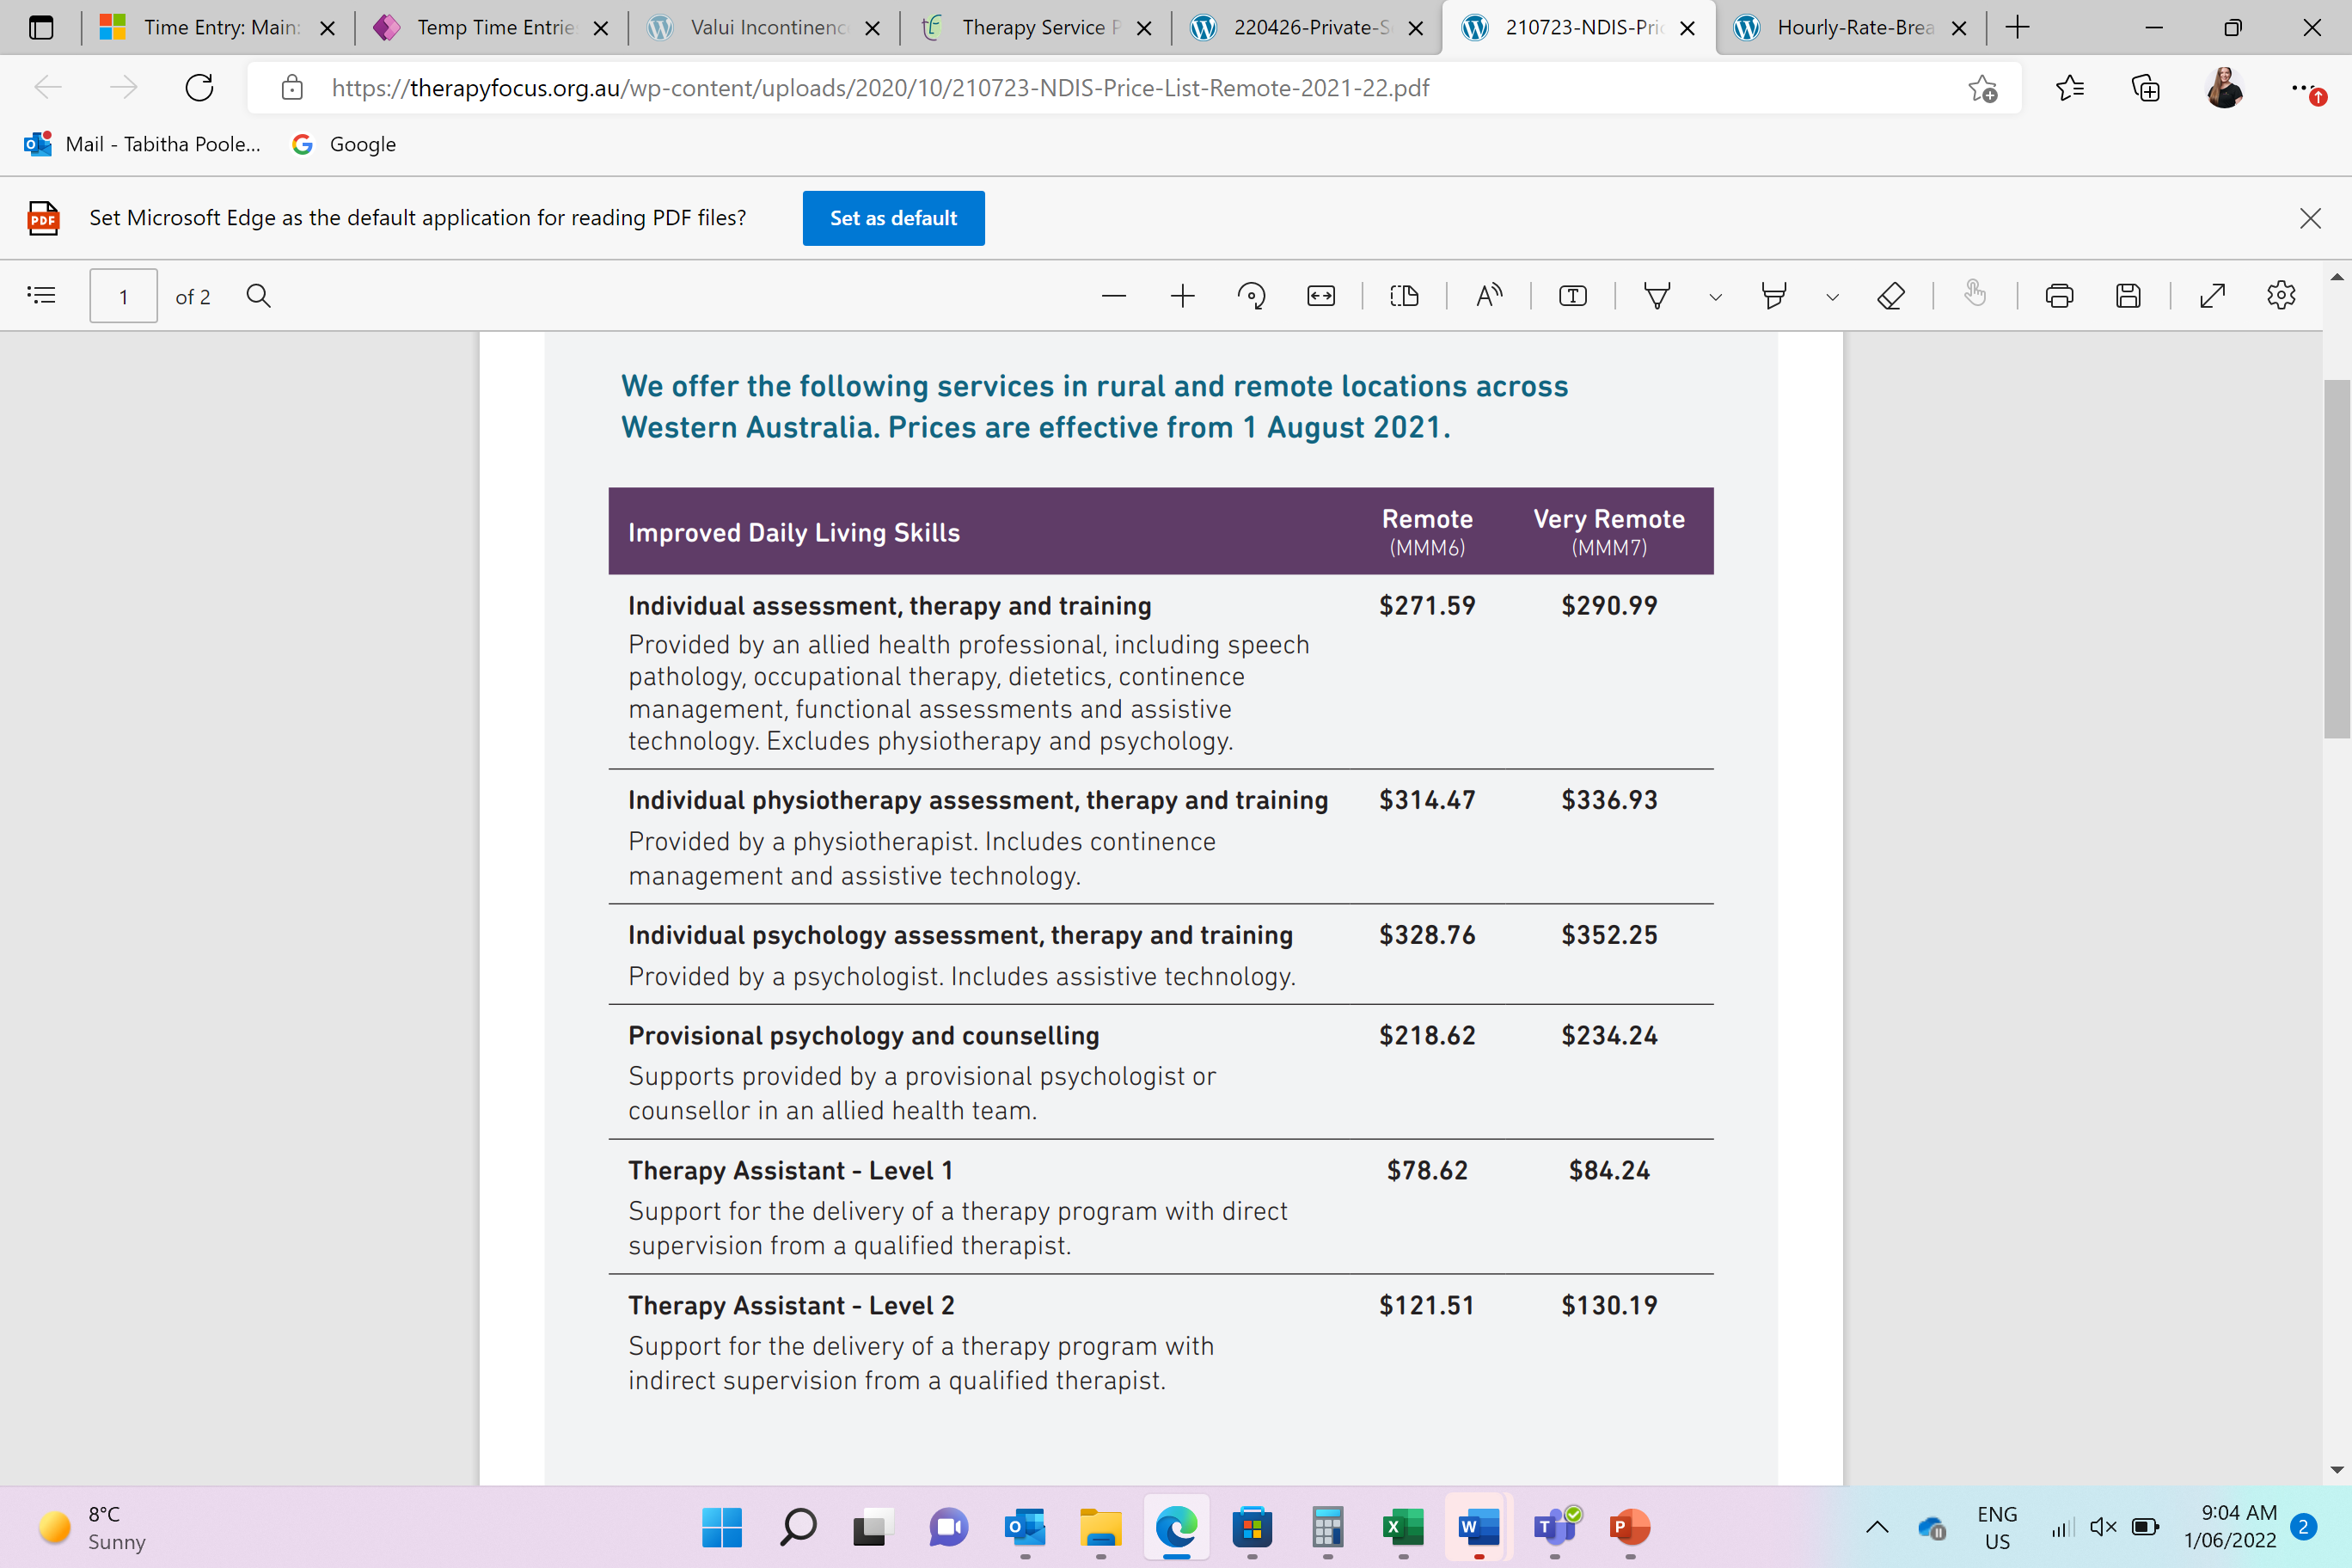 Time Entry: Main:
Temp Time Entrie
Valui Incontinenc
Therapy Service P
220426-Private-S
210723-NDIS-Pric
Hourly-Rate-Brea
https://therapyfocus.org.au/wp-content/uploads/2020/10/210723-NDIS-Price-List-Remote-2021-22.pdf
Mail - Tabitha Poole...
Google
Set Microsoft Edge as the default application for reading PDF files?
Set as default
1 of 2
We offer the following services in rural and remote locations across
Western Australia. Prices are effective from 1 August 2021.
Improved Daily Living Skills Remote (MMM6) Very Remote (MMM7)
Individual assessment, therapy and training $271.59 $290.99
Provided by an allied health professional, including speech
pathology, occupational therapy, dietetics, continence
management, functional assessments and assistive
technology. Excludes physiotherapy and psychology.
Individual physiotherapy assessment, therapy and training $314.47 $336.93
Provided by a physiotherapist. Includes continence
management and assistive technology.
Individual psychology assessment, therapy and training $328.76 $352.25
Provided by a psychologist. Includes assistive technology.
Provisional psychology and counselling $218.62 $234.24
Supports provided by a provisional psychologist or
counsellor in an allied health team.
Therapy Assistant - Level 1 $78.62 $84.24
Support for the delivery of a therapy program with direct
supervision from a qualified therapist.
Therapy Assistant - Level 2 $121.51 $130.19
Support for the delivery of a therapy program with
indirect supervision from a qualified therapist.
8°C
Sunny
ENG
US
9:04 AM
1/06/2022
2